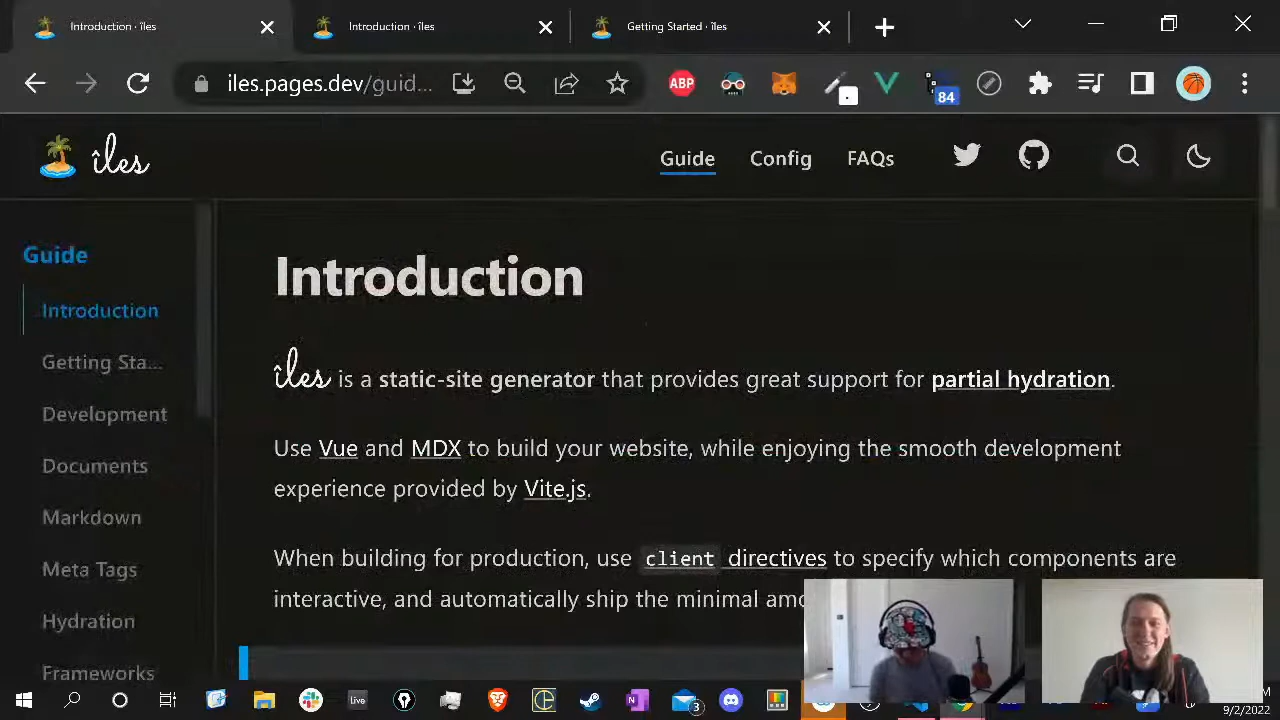 Introduction · îles
Introduction · îles
Getting Started · îles
iles.pages.dev/guid...
ABP
84
îles
Guide
Config
FAQs
Guide
Introduction
Getting Sta...
Development
Documents
Markdown
Meta Tags
Hydration
Frameworks
Introduction
îles is a static-site generator that provides great support for partial hydration.
Use Vue and MDX to build your website, while enjoying the smooth development
experience provided by Vite.js.
When building for production, use client directives to specify which components are
interactive, and automatically ship the minimal amo
Live
3
M
9/2/2022